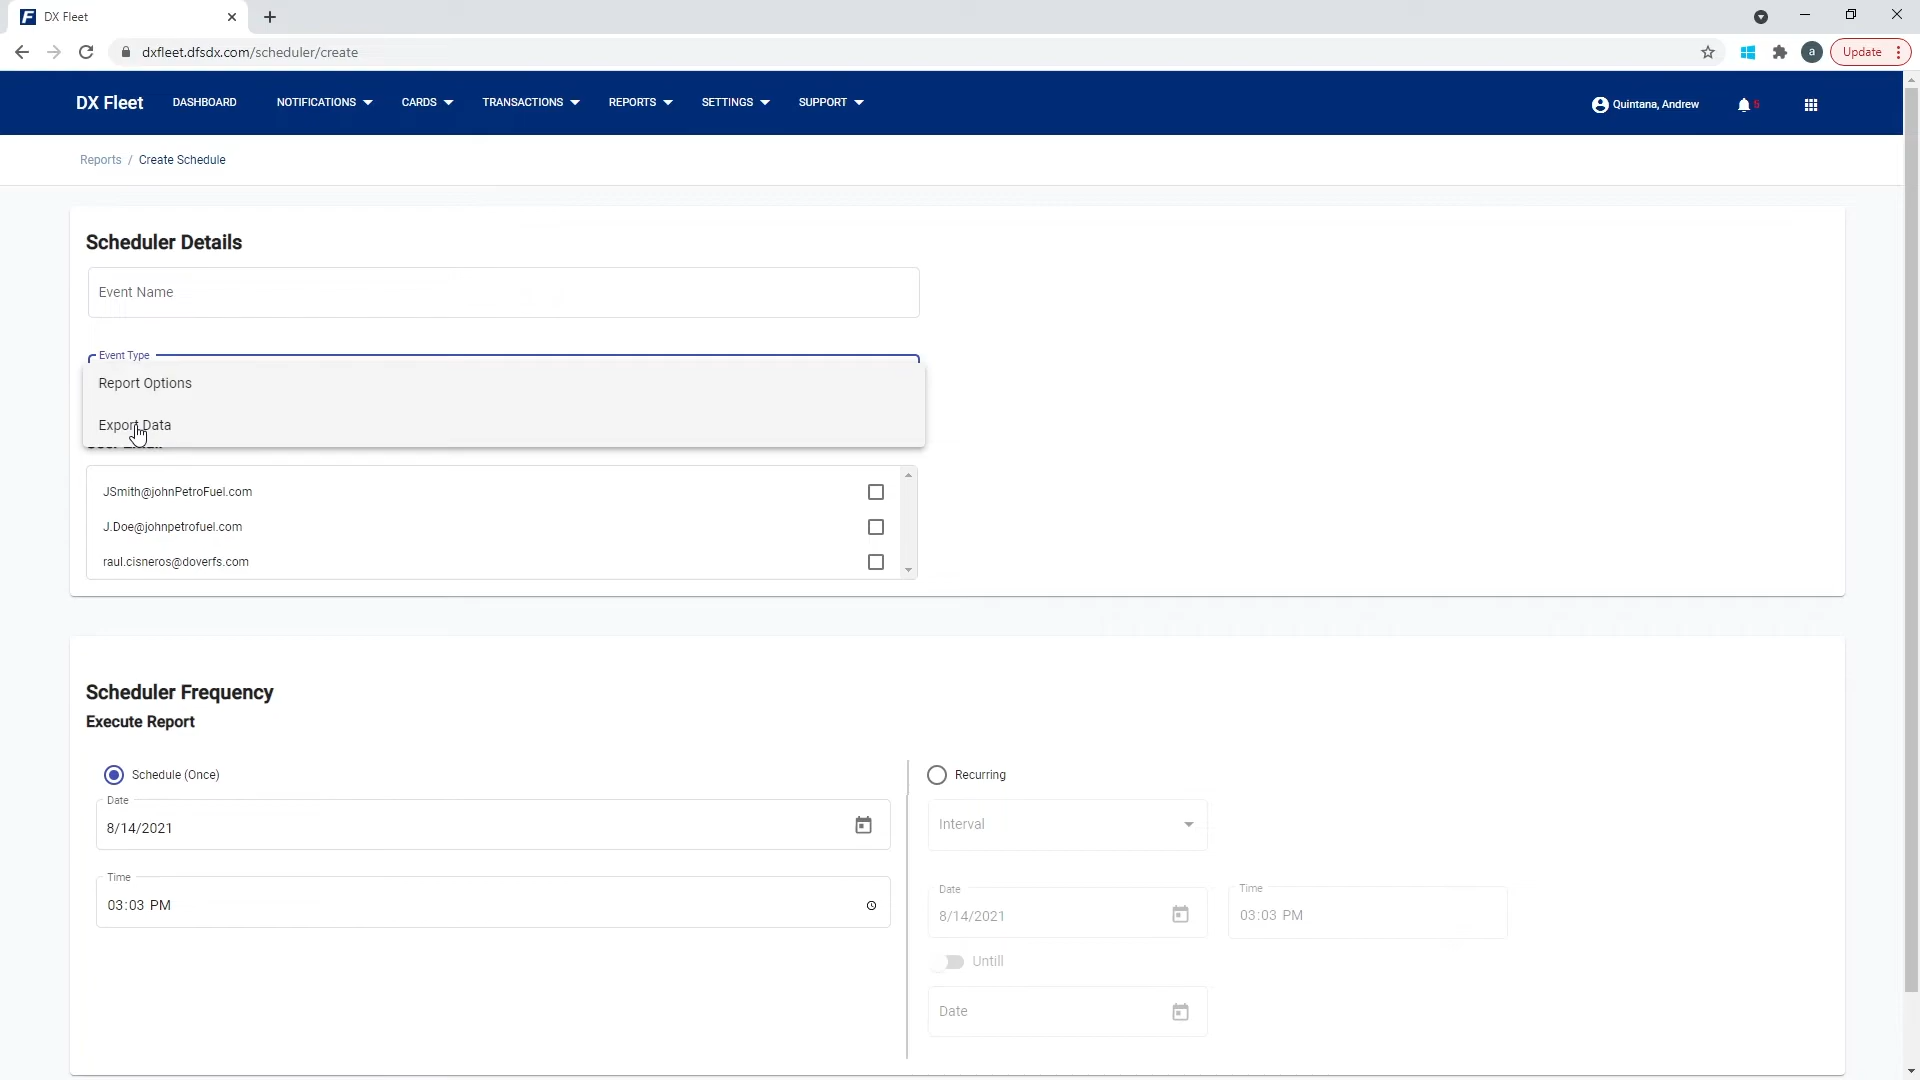 DX Fleet
dxfleet.dfsdx.com/scheduler/create
a
Update
DX Fleet
DASHBOARD
NOTIFICATIONS
CARDS
TRANSACTIONS
REPORTS
SETTINGS
SUPPORT
Quintana, Andrew
5
Reports / Create Schedule
Scheduler Details
Event Name
Event Type
Report Options
Export Data
JSmith@johnPetroFuel.com
J.Doe@johnpetrofuel.com
raul.cisneros@doverfs.com
Scheduler Frequency
Execute Report
Schedule (Once)
Date
8/14/2021
Time
03:03 PM
Recurring
Interval
Date
8/14/2021
Time
03:03 PM
Untill
Date